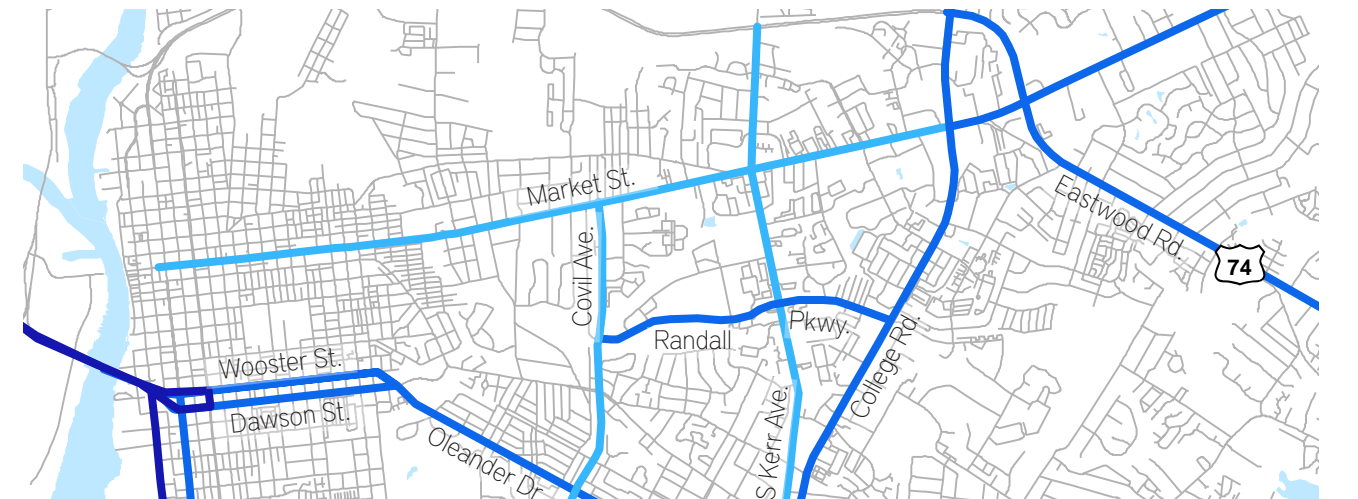 Market St.
Eastwood Rd.
74
Covil Ave.
Randall
Pkwy.
College Rd.
Wooster St.
Dawson St.
Oleander Dr
S Kerr Ave.